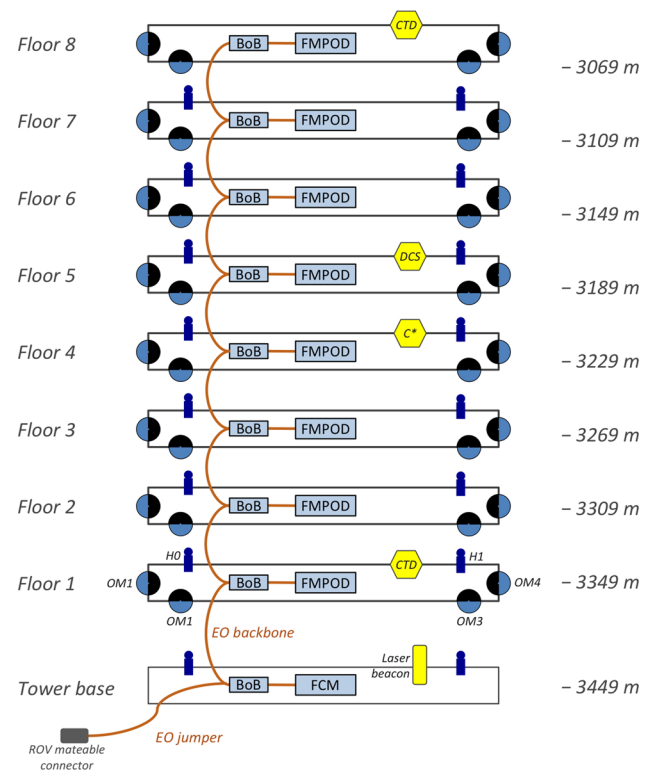 CTD
Floor 8
BoB
FMPOD
– 3069 m
Floor 7
BoB
FMPOD
– 3109 m
Floor 6
BoB
FMPOD
– 3149 m
DCS
Floor 5
BoB
FMPOD
– 3189 m
C*
Floor 4
BoB
FMPOD
– 3229 m
Floor 3
BoB
FMPOD
– 3269 m
Floor 2
BoB
FMPOD
– 3309 m
H0
CTD
H1
Floor 1
OM1
BoB
FMPOD
OM4
– 3349 m
OM1
OM3
EO backbone
Laser
beacon
Tower base
BoB
FCM
– 3449 m
EO jumper
ROV mateable
connector